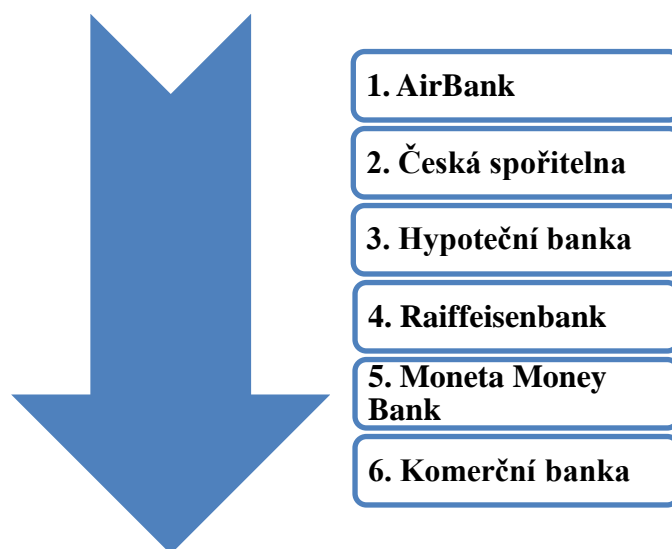 1. AirBank
2. Česká spořitelna
3. Hypoteční banka
4. Raiffeisenbank
5. Moneta Money
Bank
6. Komerční banka